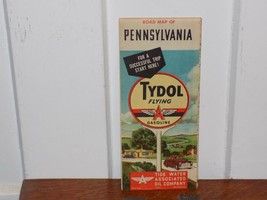 ROAD MAP OF
PENNSYLVANIA
FOR A
SUCCESSFUL TRIP
START HERE!
TYDOL
FLYING
GASOLINE
TIDE WATER
ASSOCIATED
OIL COMPANY